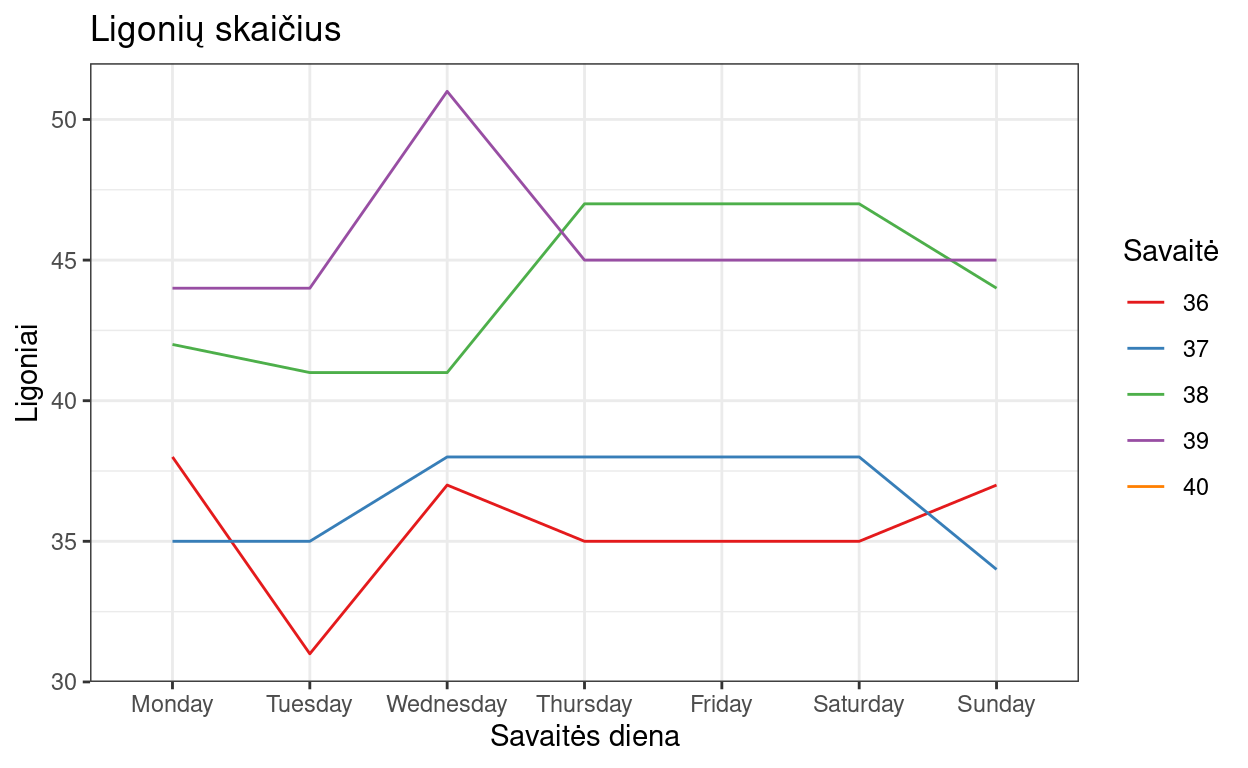 Ligonių skaičius
50
45
40
35
30
Ligoniai
Monday Tuesday Wednesday Thursday Friday Saturday Sunday
Savaitės diena
Savaitė
36
37
38
39
40